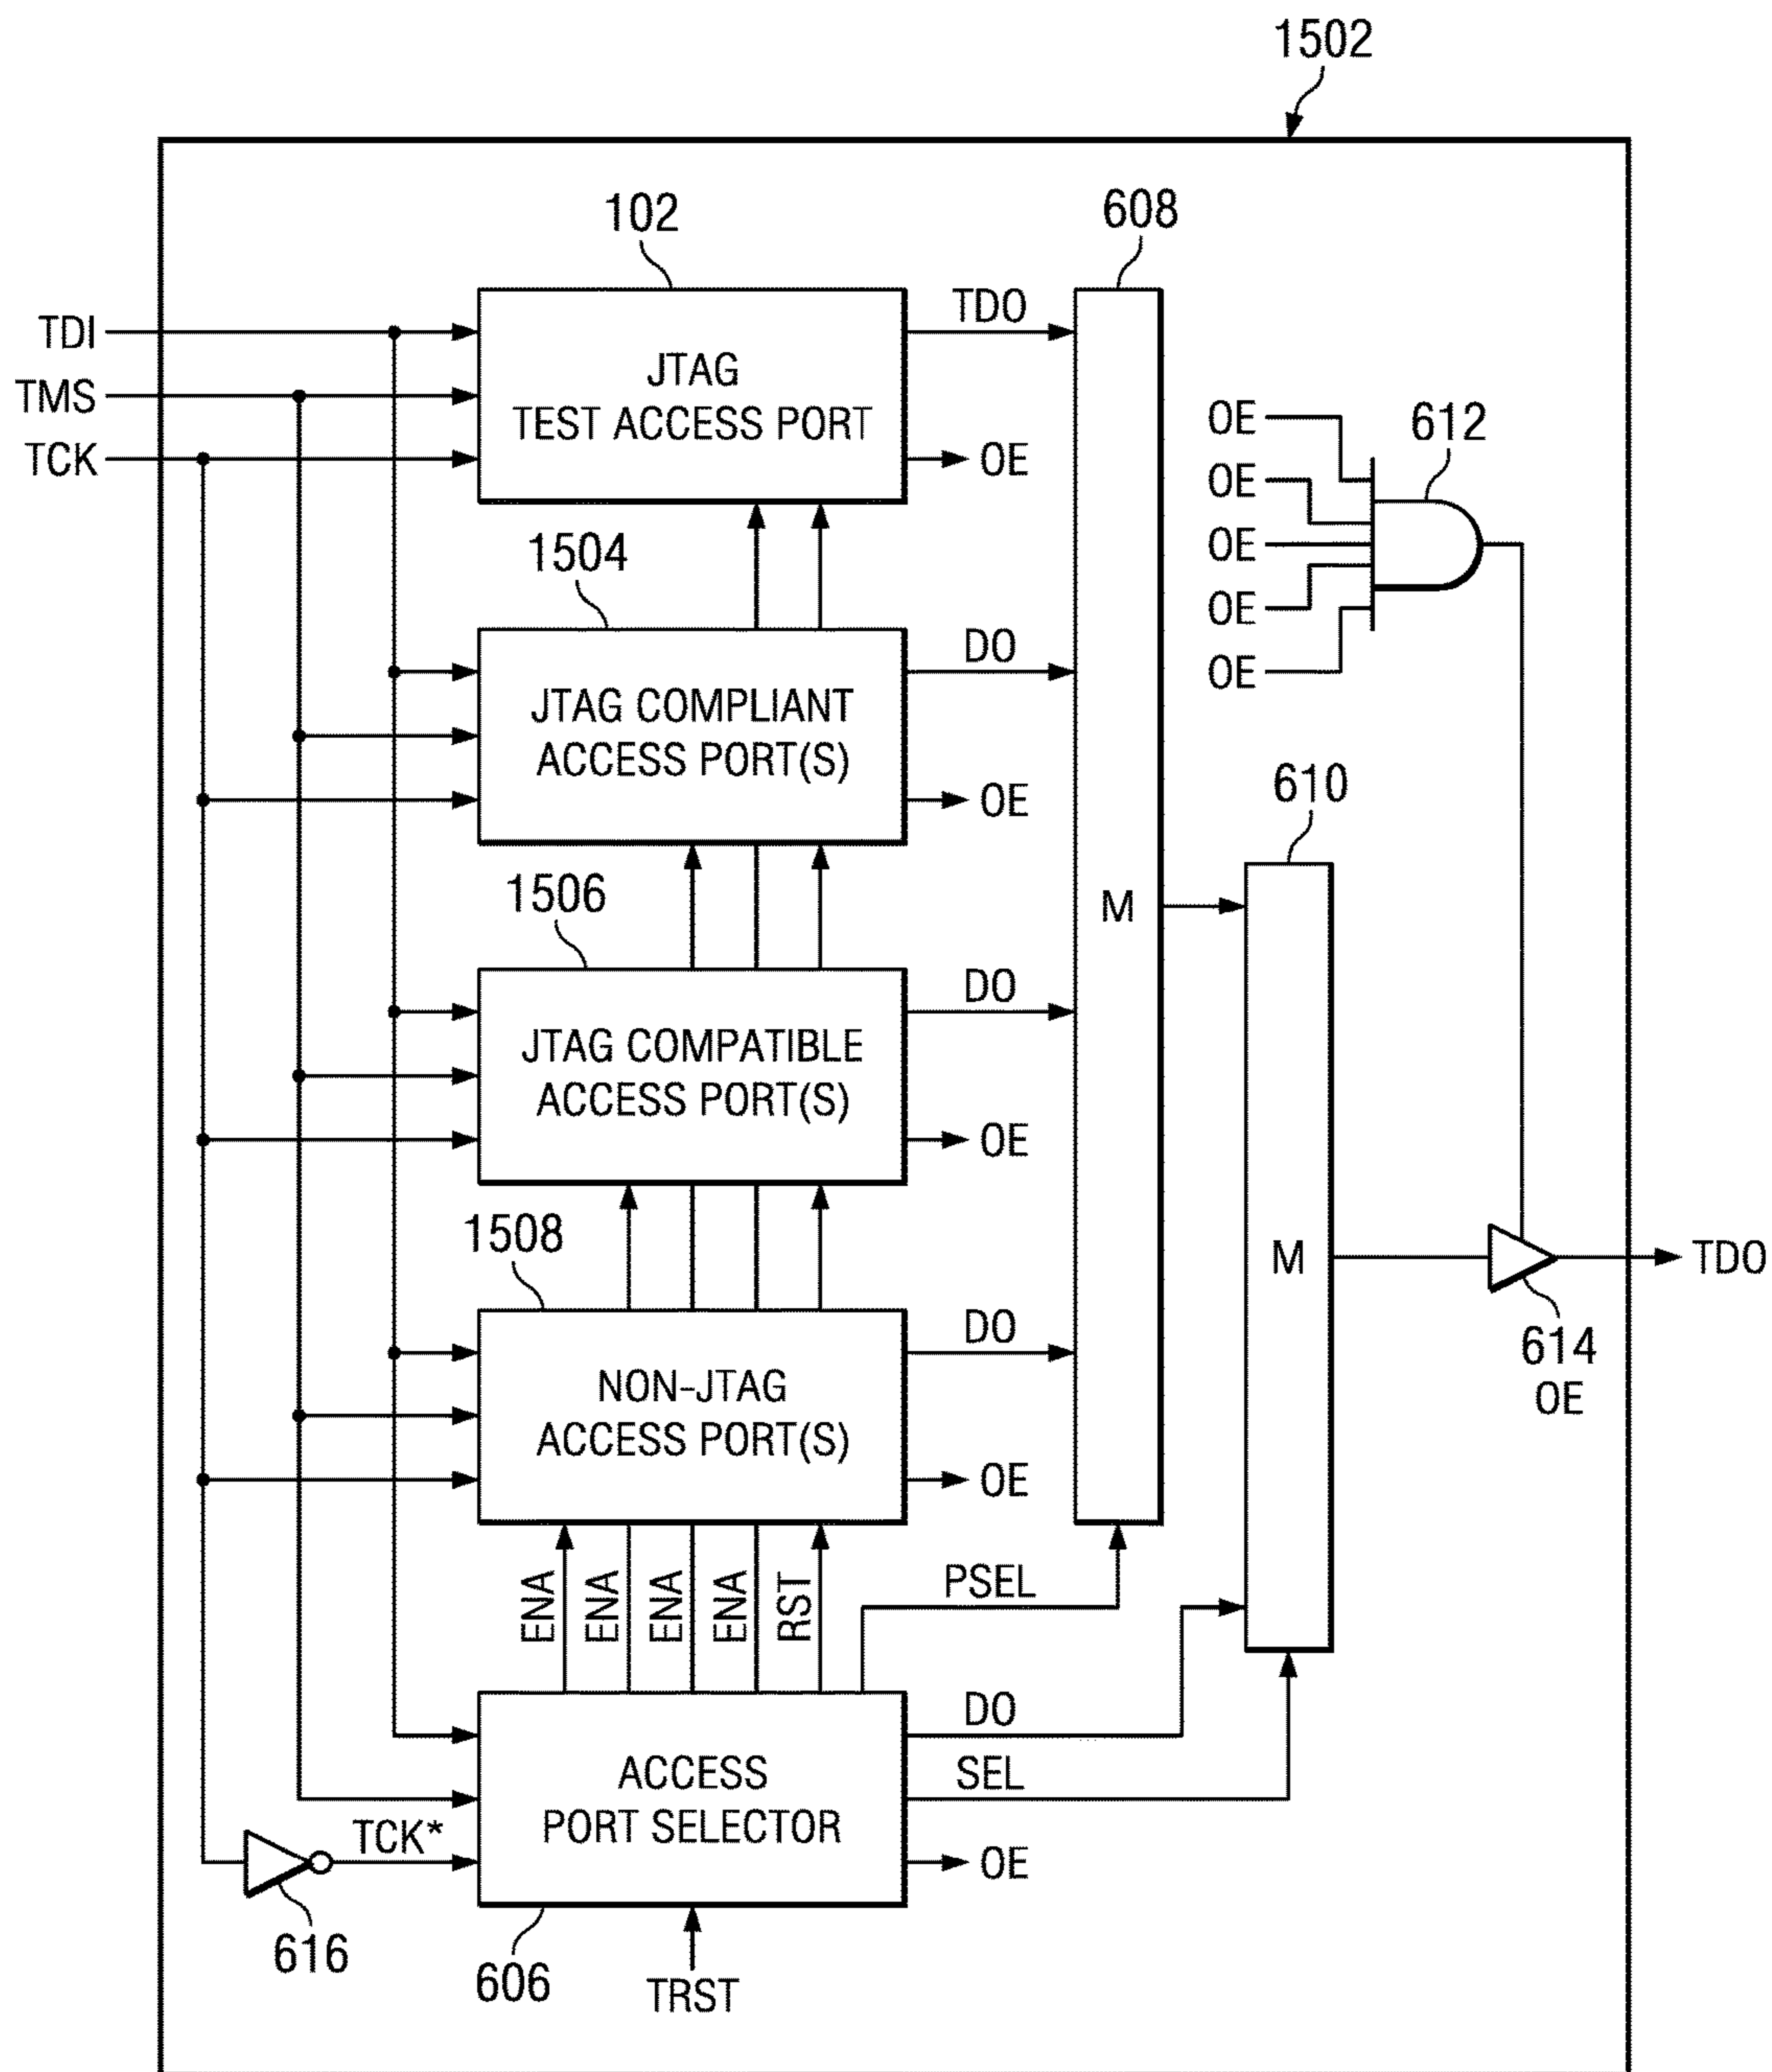 1502
102
608
TDI
TDO
JTAG
TEST ACCESS PORT
TMS
TCK
OE
OE
612
OE
OE
OE
OE
1504
DO
JTAG COMPLIANT
ACCESS PORT(S)
OE
610
1506
M
DO
JTAG COMPATIBLE
ACCESS PORT(S)
OE
1508
M
TDO
DO
614
OE
NON-JTAG
ACCESS PORT(S)
OE
ENA
ENA
ENA
ENA
RST
PSEL
DO
ACCESS
PORT SELECTOR
SEL
TCK*
OE
616
606
TRST